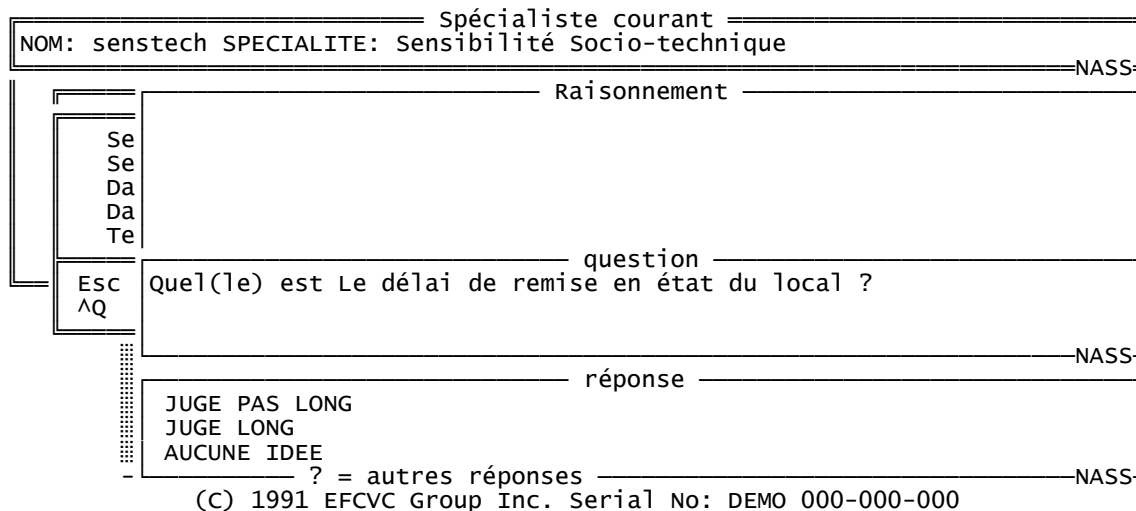 Spécialiste courant
NOM: senstech SPECIALITE: Sensibilité Socio-technique
NASS
Raisonnement
Se
Se
Da
Da
Te
question
Esc
^Q
Quel(le) est Le délai de remise en état du local ?
NASS
réponse
JUGE PAS LONG
JUGE LONG
AUCUNE IDEE
? = autres réponses
NASS
(C) 1991 EFCVC Group Inc. Serial No: DEMO 000-000-000